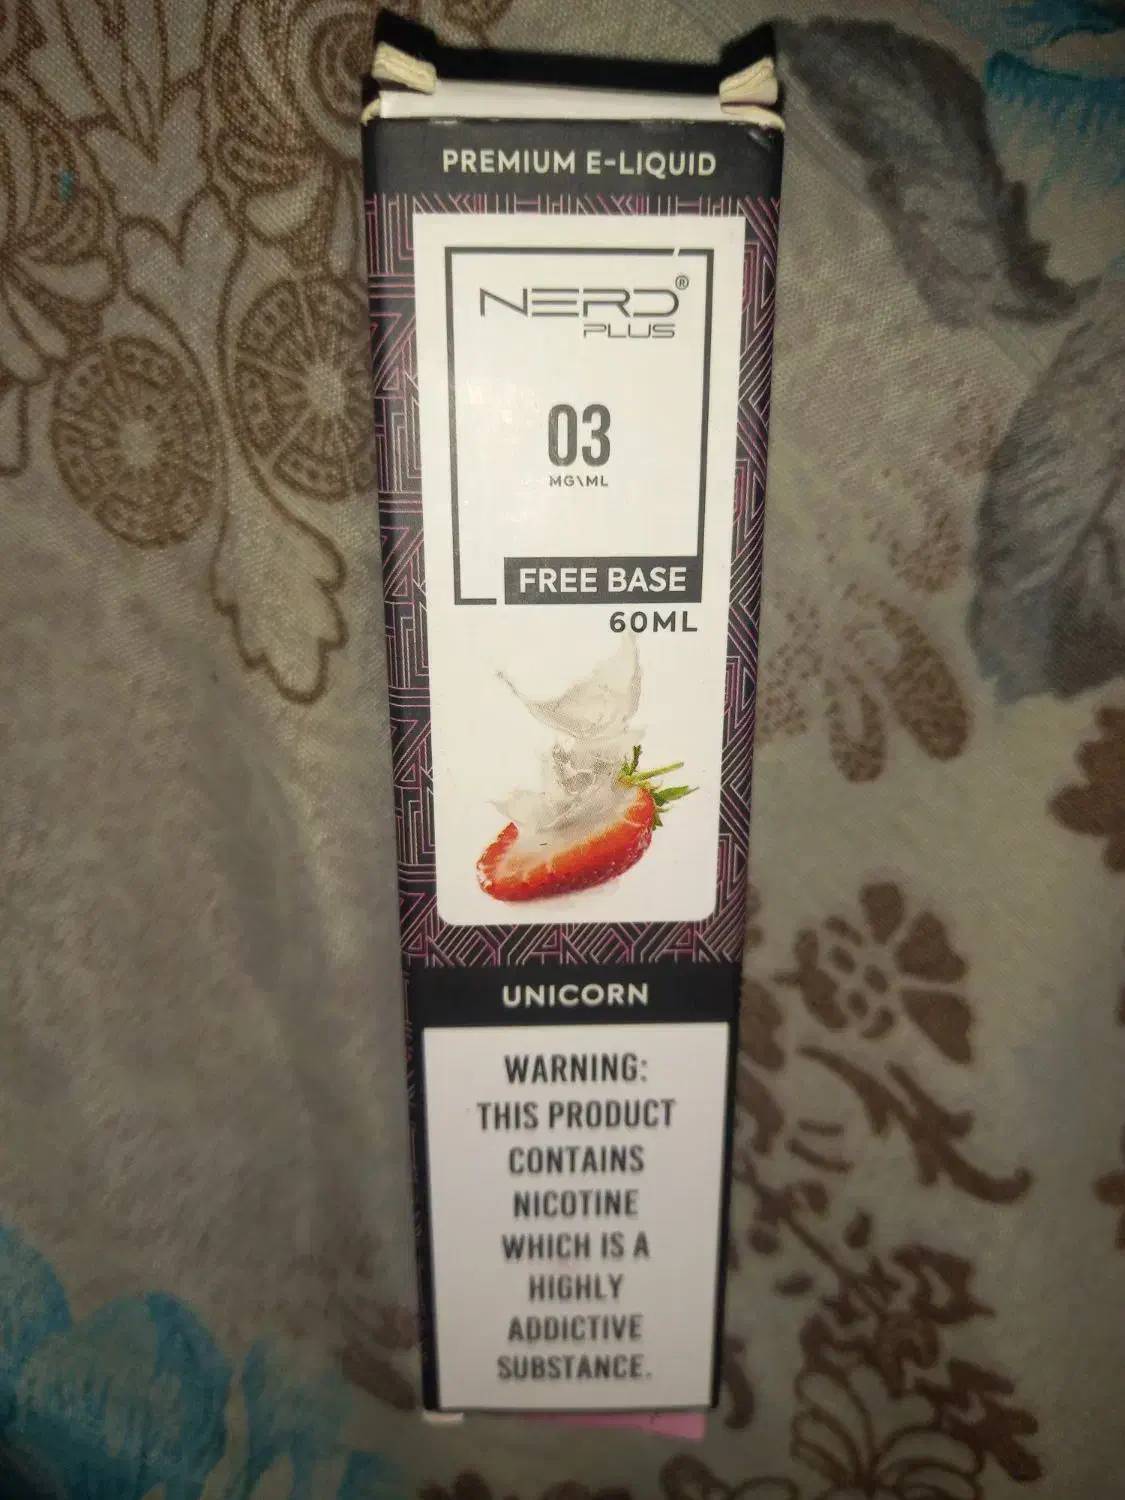 PREMIUM E-LIQUID
NERD®
PLUS
03
MG\ML
FREE BASE
60ML
UNICORN
WARNING:
THIS PRODUCT
CONTAINS
NICOTINE
WHICH IS A
HIGHLY
ADDICTIVE
SUBSTANCE.